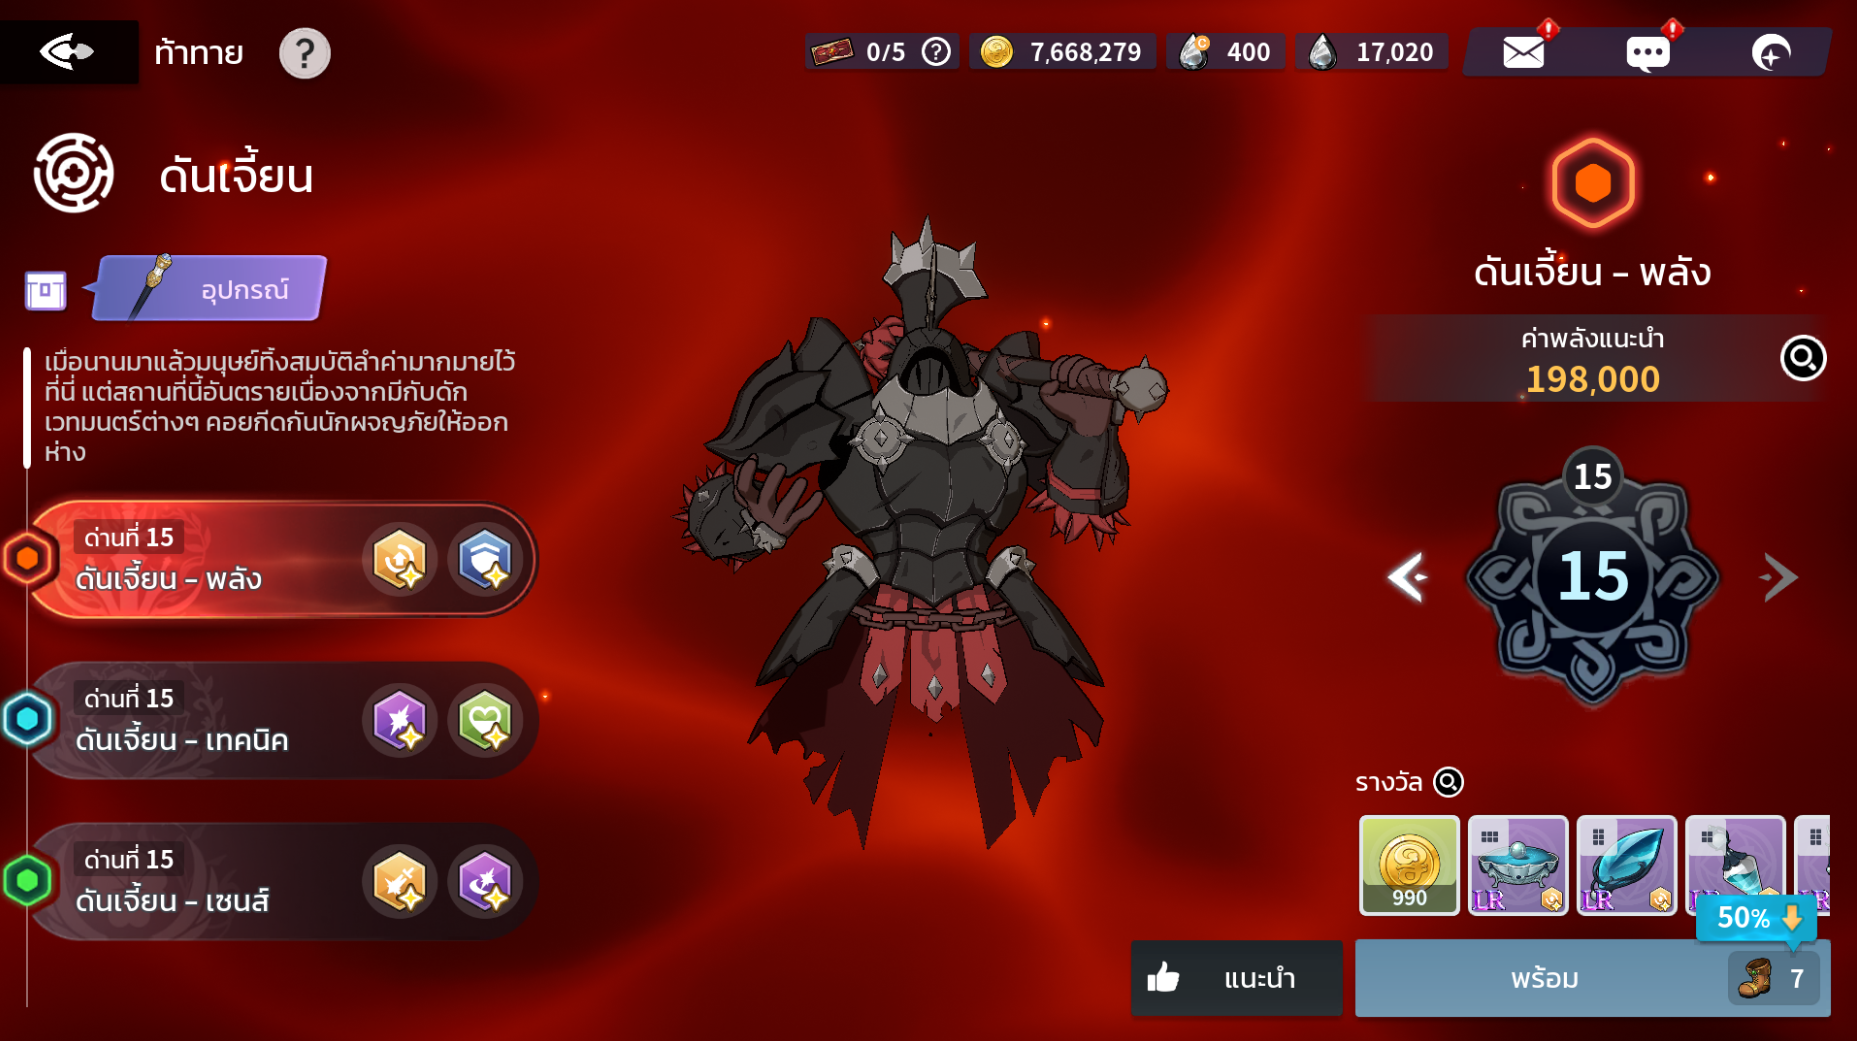 ท้าทาย
?
0/5
?
7,668,279
C
400
17,020
ดันเจี้ยน
อุปกรณ์
เมื่อนานมาแล้วมนุษย์ทิ้งสมบัติล้ำค่ามากมายไว้
ที่นี่ แต่สถานที่นี้อันตรายเนื่องจากมีกับดัก
เวทมนตร์ต่างๆ คอยกีดกันนักผจญภัยให้ออก
ห่าง
ด่านที่ 15
ดันเจี้ยน - พลัง
ด่านที่ 15
ดันเจี้ยน - เทคนิค
ด่านที่ 15
ดันเจี้ยน - เซนส์
ดันเจี้ยน - พลัง
ค่าพลังแนะนำ
198,000
15
15
รางวัล
990
LR
LR
50%
แนะนำ
พร้อม
7